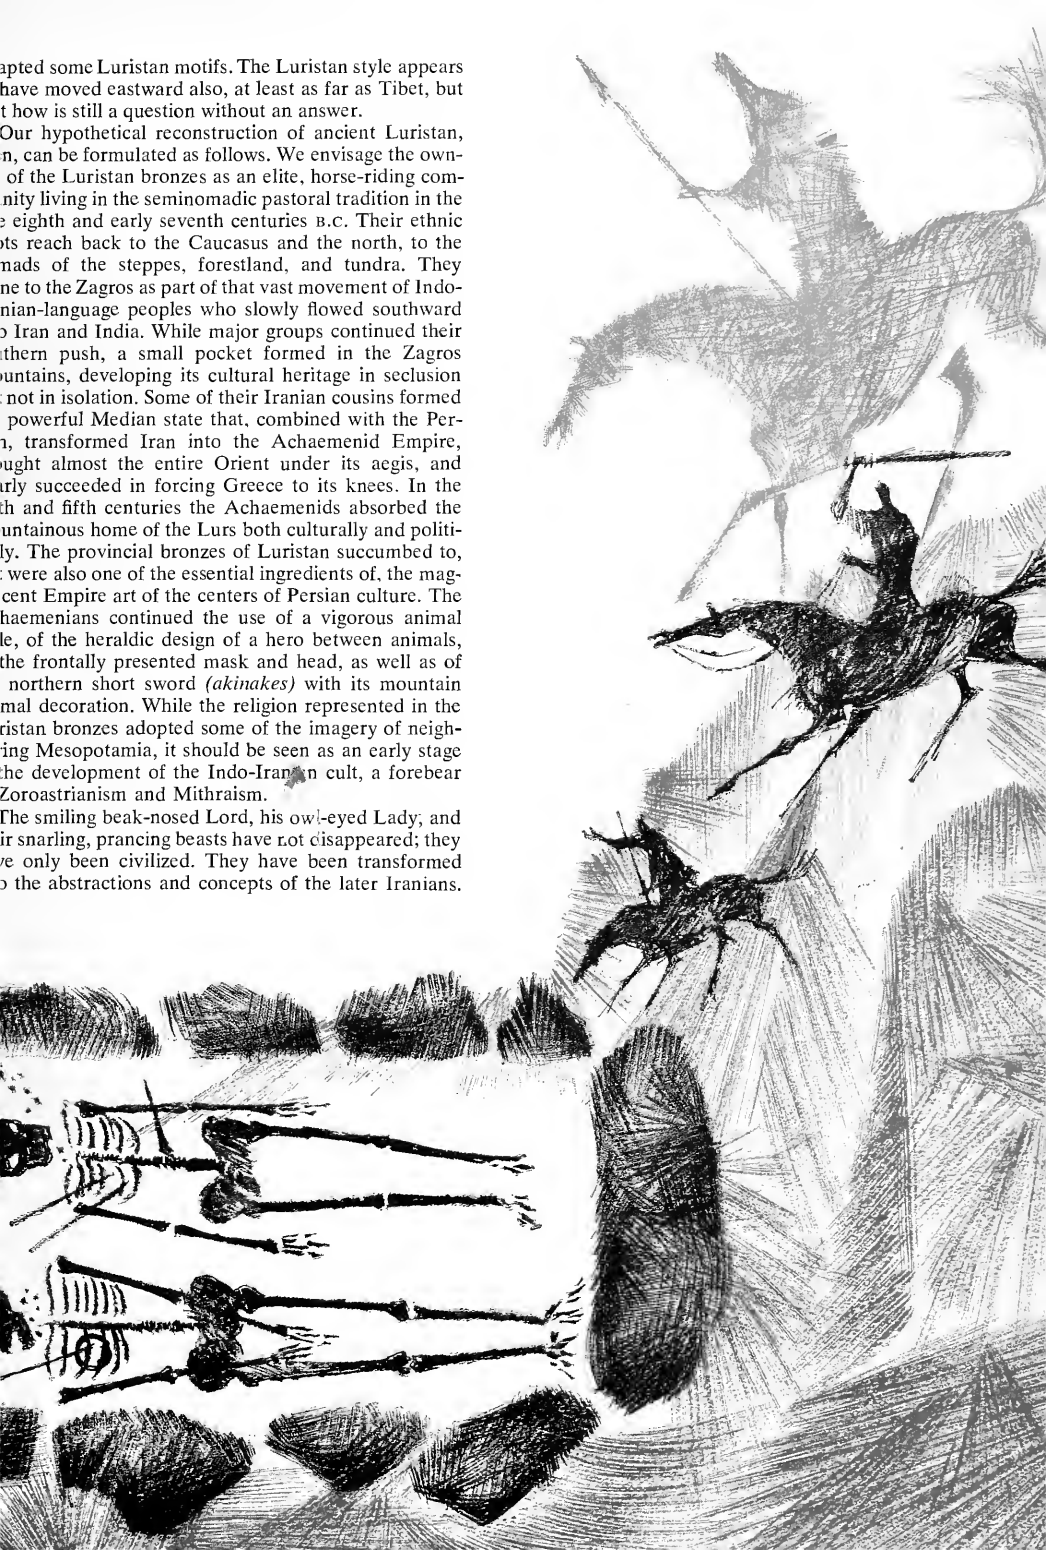 apted some Luristan motifs. The Luristan style appears
have moved eastward also, at least as far as Tibet, but
t how is still a question without an answer.
Our hypothetical reconstruction of ancient Luristan,
n, can be formulated as follows. We envisage the own-
of the Luristan bronzes as an elite, horse-riding com-
nity living in the seminomadic pastoral tradition in the
e eighth and early seventh centuries B.C. Their ethnic
ots reach back to the Caucasus and the north, to the
mads of the steppes, forestland, and tundra. They
ne to the Zagros as part of that vast movement of Indo-
nian-language peoples who slowly flowed southward
o Iran and India. While major groups continued their
thern push, a small pocket formed in the Zagros
ountains, developing its cultural heritage in seclusion
t not in isolation. Some of their Iranian cousins formed
powerful Median state that, combined with the Per-
n, transformed Iran into the Achaemenid Empire,
ought almost the entire Orient under its aegis, and
arly succeeded in forcing Greece to its knees. In the
th and fifth centuries the Achaemenids absorbed the
untainous home of the Lurs both culturally and politi-
ly. The provincial bronzes of Luristan succumbed to,
t were also one of the essential ingredients of, the mag-
cent Empire art of the centers of Persian culture. The
haemenians continued the use of a vigorous animal
le, of the heraldic design of a hero between animals,
the frontally presented mask and head, as well as of
northern short sword (akinakes) with its mountain
mal decoration. While the religion represented in the
ristan bronzes adopted some of the imagery of neigh-
ring Mesopotamia, it should be seen as an early stage
the development of the Indo-Iranian cult, a forebear
Zoroastrianism and Mithraism.
The smiling beak-nosed Lord, his owl-eyed Lady, and
ir snarling, prancing beasts have not disappeared; they
ve only been civilized. They have been transformed
o the abstractions and concepts of the later Iranians.